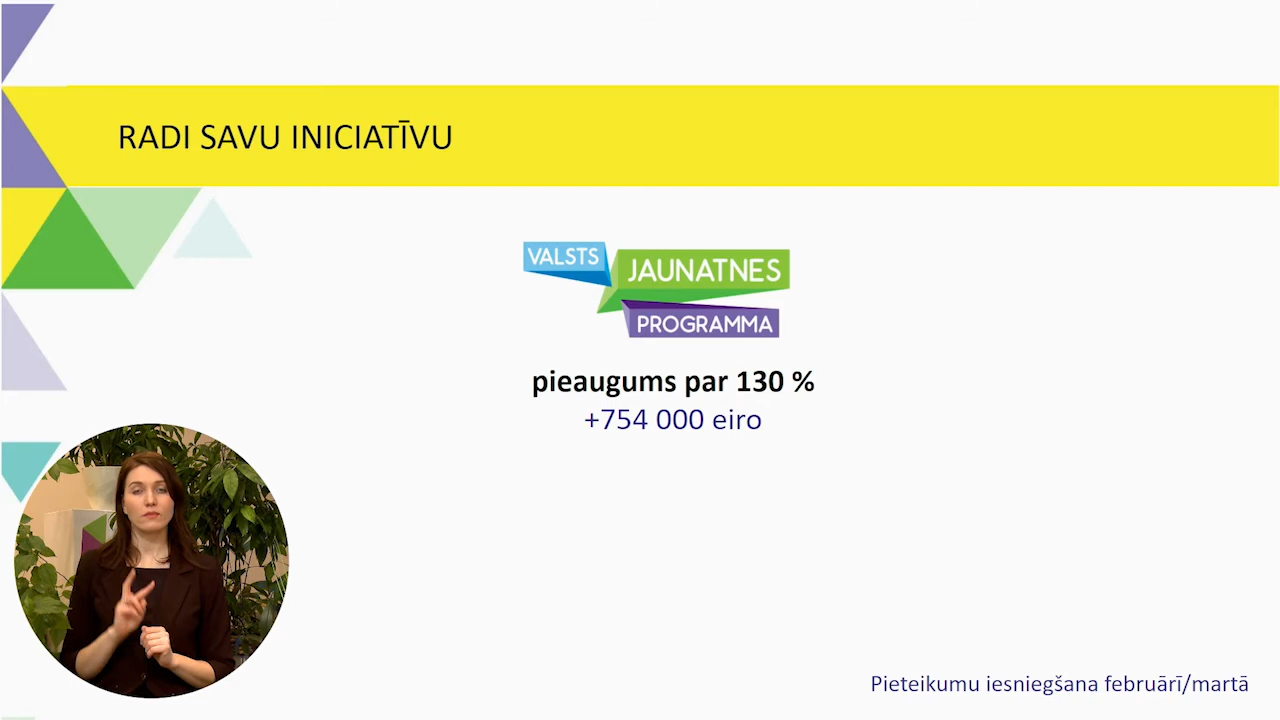 RADI SAVU INICIATĪVU
VALSTS
JAUNATNES
PROGRAMMA
pieaugums par 130 %
+754 000 eiro
Pieteikumu iesniegšana februārī/martā